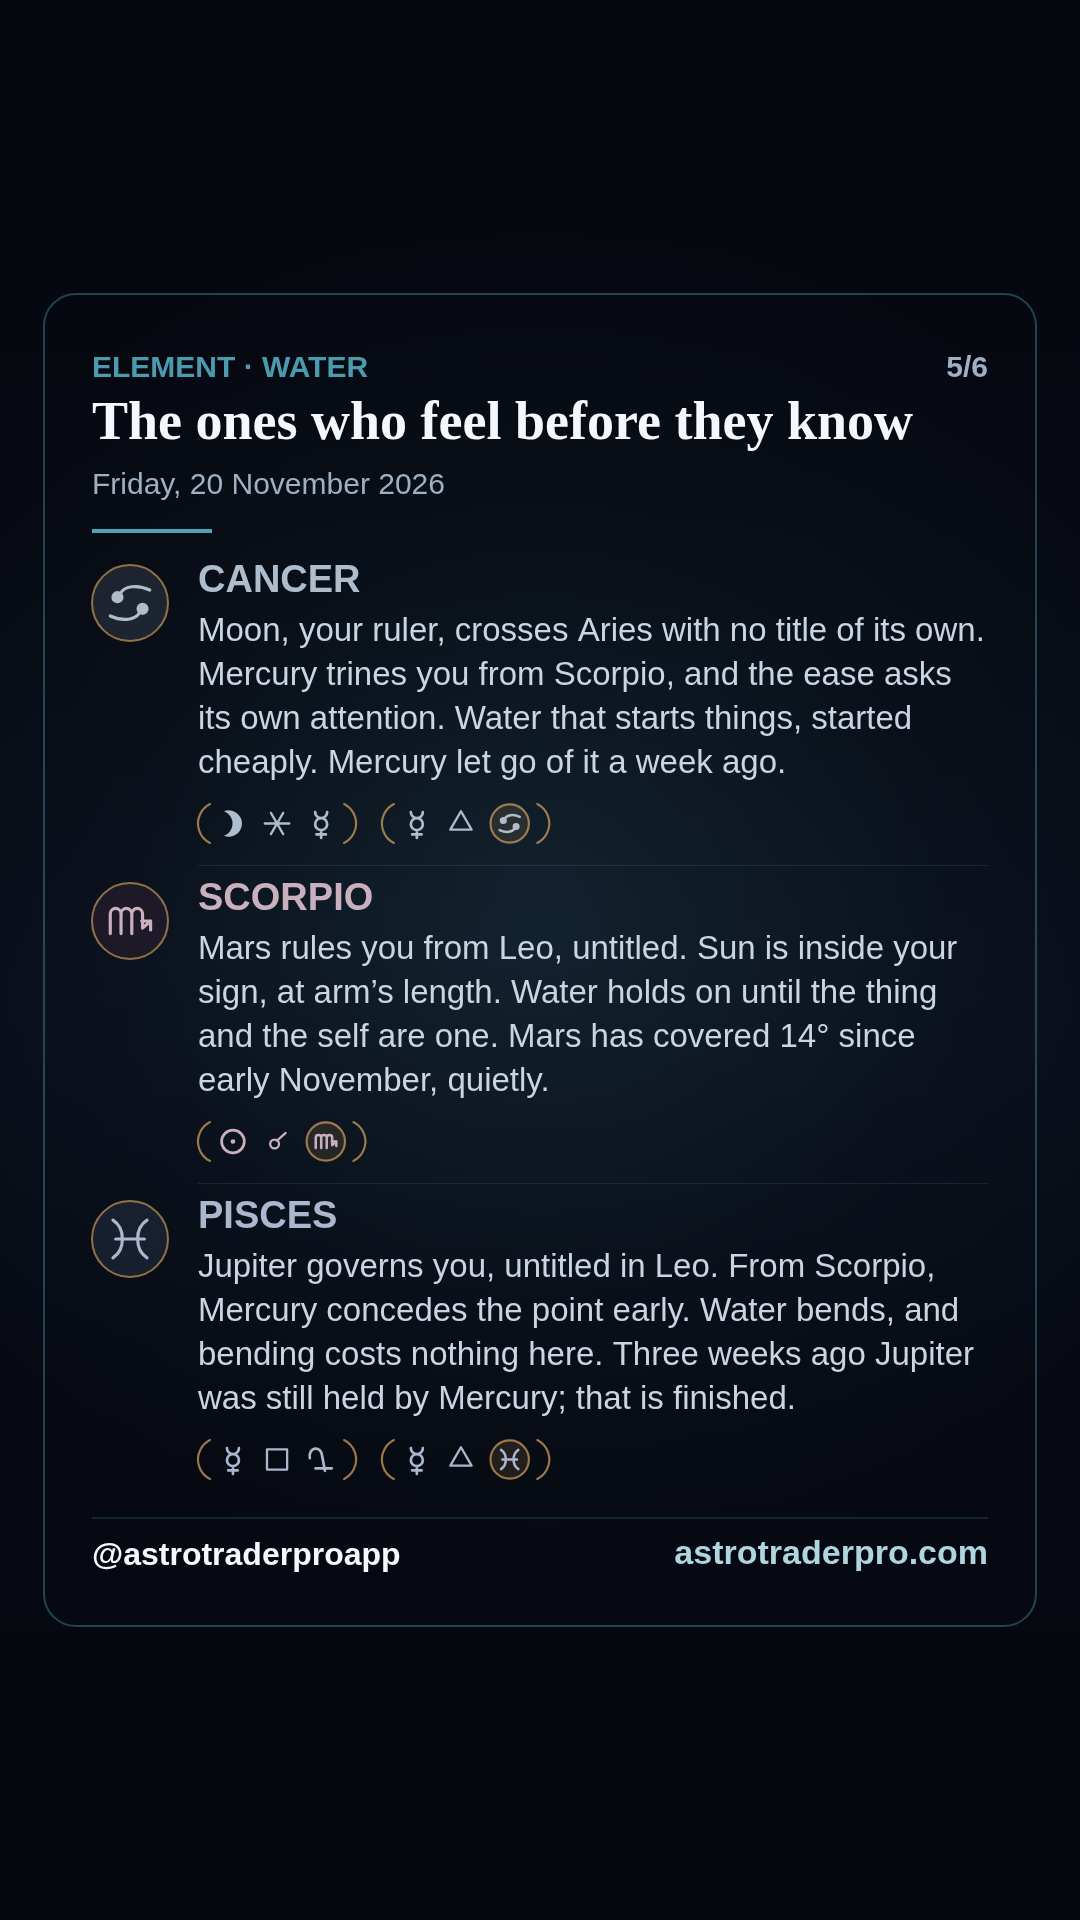 ELEMENT · WATER
5/6
The ones who feel before they know
Friday, 20 November 2026
CANCER
Moon, your ruler, crosses Aries with no title of its own.
Mercury trines you from Scorpio, and the ease asks
its own attention. Water that starts things, started
cheaply. Mercury let go of it a week ago.
SCORPIO
Mars rules you from Leo, untitled. Sun is inside your
sign, at arm’s length. Water holds on until the thing
and the self are one. Mars has covered 14° since
early November, quietly.
PISCES
Jupiter governs you, untitled in Leo. From Scorpio,
Mercury concedes the point early. Water bends, and
bending costs nothing here. Three weeks ago Jupiter
was still held by Mercury; that is finished.
@astrotraderproapp
astrotraderpro.com